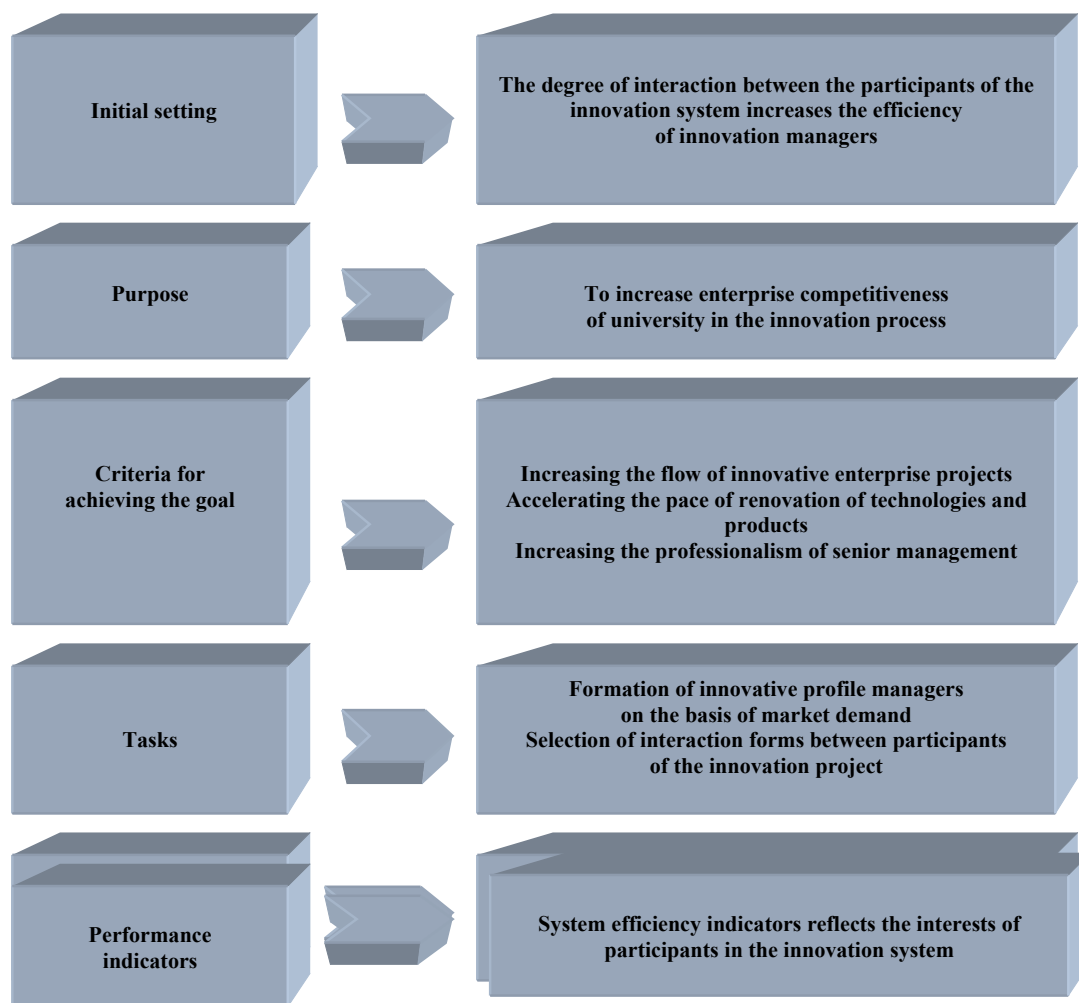 Initial setting
The degree of interaction between the participants of the
innovation system increases the efficiency
of innovation managers
Purpose
To increase enterprise competitiveness
of university in the innovation process
Criteria for
achieving the goal
Increasing the flow of innovative enterprise projects
Accelerating the pace of renovation of technologies and
products
Increasing the professionalism of senior management
Tasks
Formation of innovative profile managers
on the basis of market demand
Selection of interaction forms between participants
of the innovation project
Performance
indicators
System efficiency indicators reflects the interests of
participants in the innovation system